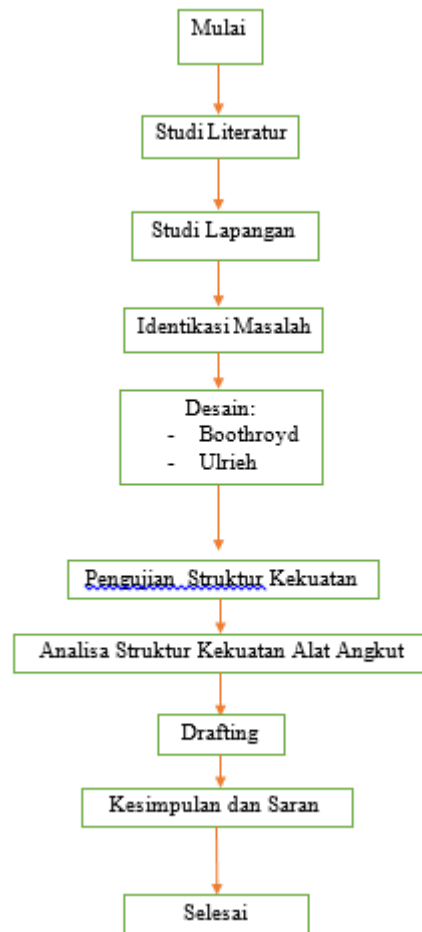 Mulai
Studi Literatur
Studi Lapangan
Identikasi Masalah
Desain:
- Boothroyd
- Ulrieh
Pengujian Struktur Kekuatan
Analisa Struktur Kekuatan Alat Angkut
Drafting
Kesimpulan dan Saran
Selesai